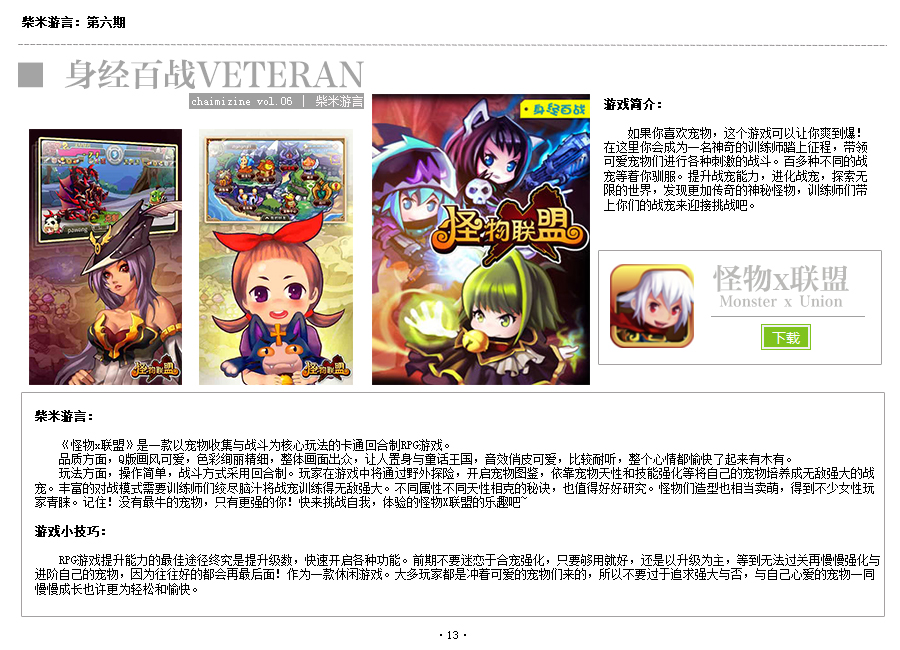 柴米游言：第六期
身经百战VETERAN
chaimizine vol.06 | 柴米游言
·身经百战
怪物联盟
怪物联盟
怪物联盟
游戏简介：
如果你喜欢宠物，这个游戏可以让你爽到爆！
在这里你会成为一名神奇的训练师踏上征程，带领
可爱宠物们进行各种刺激的战斗。百多种不同的战
宠等着你驯服。提升战宠能力，进化战宠，探索无
限的世界，发现更加传奇的神秘怪物，训练师们带
上你们的战宠来迎接挑战吧。
怪物x联盟
Monster x Union
下载
柴米游言：
《怪物x联盟》是一款以宠物收集与战斗为核心玩法的卡通回合制RPG游戏。
品质方面，Q版画风可爱，色彩绚丽精细，整体画面出众，让人置身与童话王国，音效俏皮可爱，比较耐听，整个心情都愉快了起来有木有。
玩法方面，操作简单，战斗方式采用回合制。玩家在游戏中将通过野外探险，开启宠物图鉴，依靠宠物天性和技能强化等将自己的宠物培养成无敌强大的战
宠。丰富的对战模式需要训练师们绞尽脑汁将战宠训练得无敌强大。不同属性不同天性相克的秘诀，也值得好好研究。怪物们造型也相当卖萌，得到不少女性玩
家青睐。记住！没有最牛的宠物，只有更强的你！快来挑战自我，体验的怪物X联盟的乐趣吧~
游戏小技巧：
RPG游戏提升能力的最佳途径终究是提升级数，快速开启各种功能。前期不要迷恋于合宠强化，只要够用就好，还是以升级为主，等到无法过关再慢慢强化与
进阶自己的宠物，因为往往好的都会再最后面！作为一款休闲游戏。大多玩家都是冲着可爱的宠物们来的，所以不要过于追求强大与否，与自己心爱的宠物一同
慢慢成长也许更为轻松和愉快。
· 13 ·